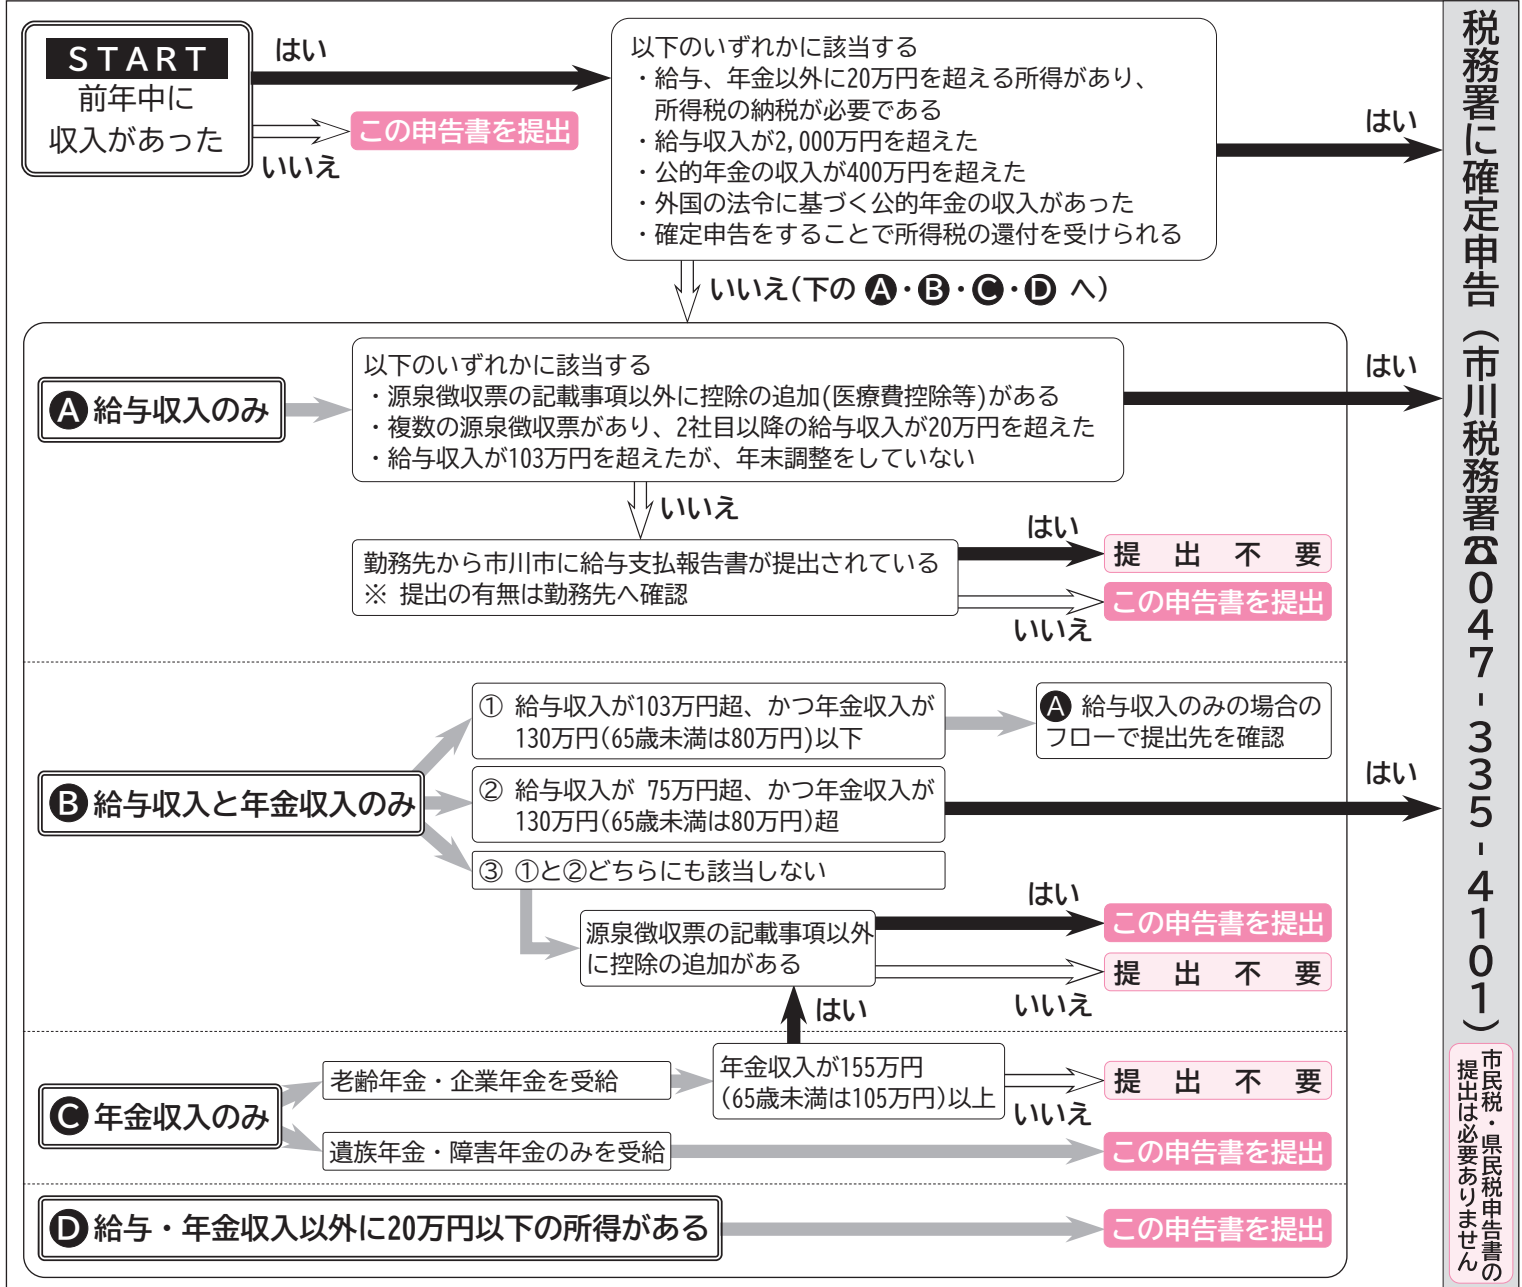 START
前年中に
収入があった
はい
いいえ
この申告書を提出
以下のいずれかに該当する
・給与、年金以外に20万円を超える所得があり、
所得税の納税が必要である
・給与収入が2,000万円を超えた
・公的年金の収入が400万円を超えた
・外国の法令に基づく公的年金の収入があった
・確定申告をすることで所得税の還付を受けられる
はい
いいえ(下の A・B・C・D へ)
A 給与収入のみ
以下のいずれかに該当する
・源泉徴収票の記載事項以外に控除の追加(医療費控除等)がある
・複数の源泉徴収票があり、2社目以降の給与収入が20万円を超えた
・給与収入が103万円を超えたが、年末調整をしていない
はい
いいえ
勤務先から市川市に給与支払報告書が提出されている
※ 提出の有無は勤務先へ確認
はい
提出不要
この申告書を提出
いいえ
B 給与収入と年金収入のみ
① 給与収入が103万円超、かつ年金収入が
130万円(65歳未満は80万円)以下
A 給与収入のみの場合の
フローで提出先を確認
② 給与収入が 75万円超、かつ年金収入が
130万円(65歳未満は80万円)超
はい
③ ①と②どちらにも該当しない
源泉徴収票の記載事項以外
に控除の追加がある
はい
この申告書を提出
提出不要
いいえ
はい
C 年金収入のみ
老齢年金・企業年金を受給
年金収入が155万円
(65歳未満は105万円)以上
提出不要
いいえ
遺族年金・障害年金のみを受給
この申告書を提出
D 給与・年金収入以外に20万円以下の所得がある
この申告書を提出
税務署に確定申告(市川税務署☎047-335-4101)
市民税・県民税申告書の
提出は必要ありません